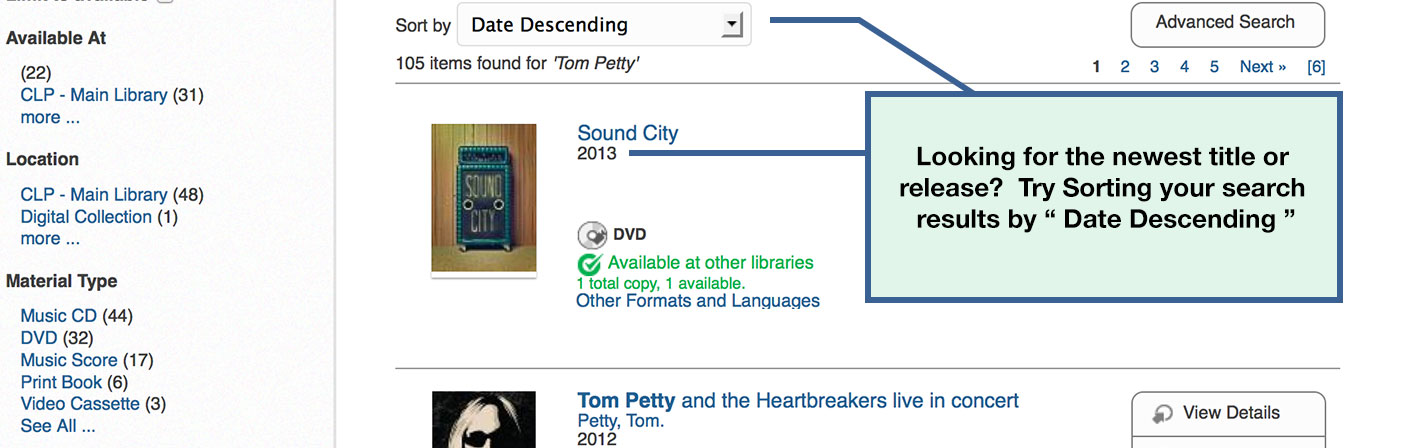 Available At
(22)
CLP - Main Library (31)
more ...
Location
CLP - Main Library (48)
Digital Collection (1)
more ...
Material Type
Music CD (44)
DVD (32)
Music Score (17)
Print Book (6)
Video Cassette (3)
See All ...
Sort by Date Descending
Advanced Search
105 items found for 'Tom Petty'
1 2 3 4 5 Next » [6]
SOUND
CITY
Sound City
2013
DVD
Available at other libraries
1 total copy, 1 available.
Other Formats and Languages
Looking for the newest title or
release? Try Sorting your search
results by “ Date Descending ”
Tom Petty and the Heartbreakers live in concert
Petty, Tom.
2012
View Details